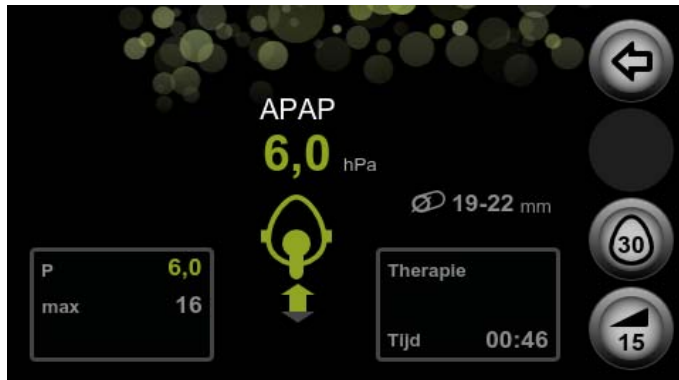 APAP
6,0 hPa
19-22 mm
30
P 6,0
max 16
Therapie
Tijd 00:46
15